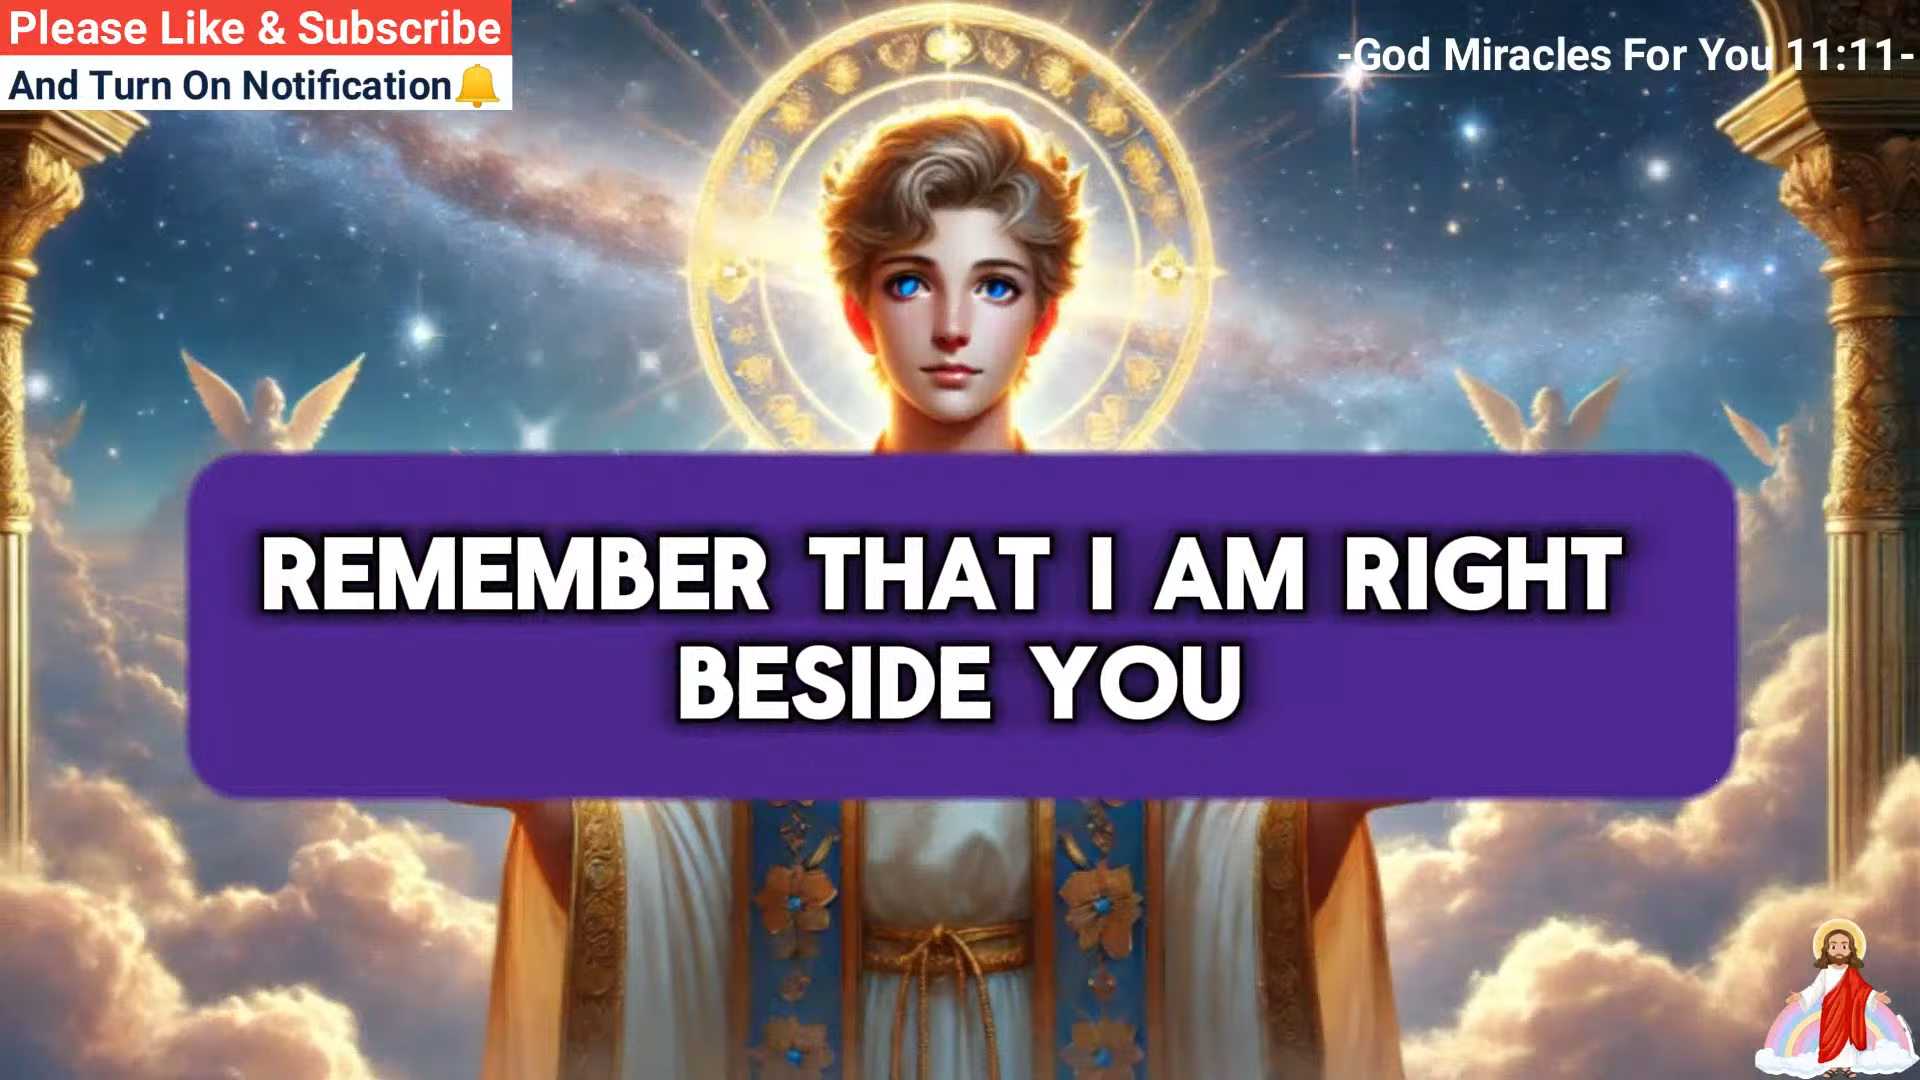 Please Like & Subscribe
And Turn On Notification🔔
-God Miracles For You 11:11-
REMEMBER THAT I AM RIGHT
BESIDE YOU